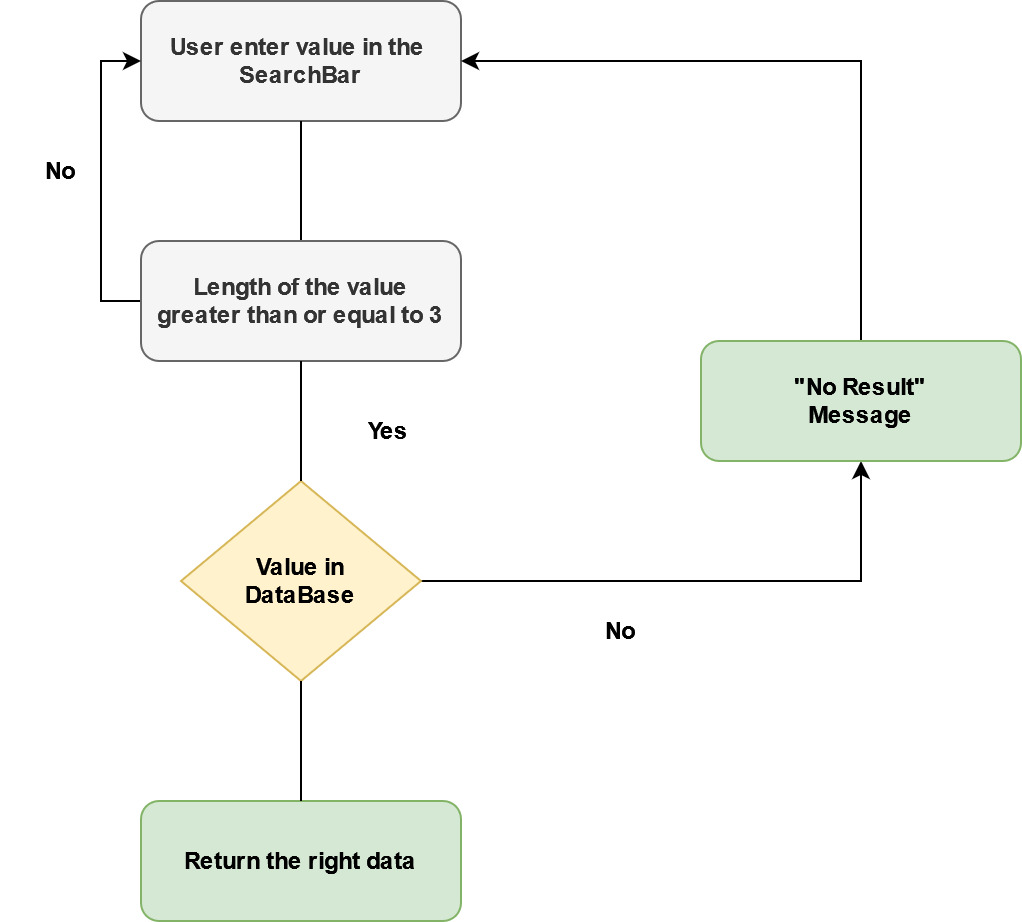 User enter value in the
SearchBar
No
Length of the value
greater than or equal to 3
"No Result"
Message
Yes
Value in
DataBase
No
Return the right data